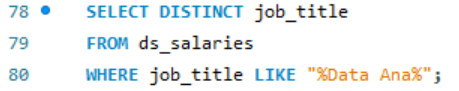 78 SELECT DISTINCT job_title
79 FROM ds_salaries
80 WHERE job_title LIKE "%Data Ana%";